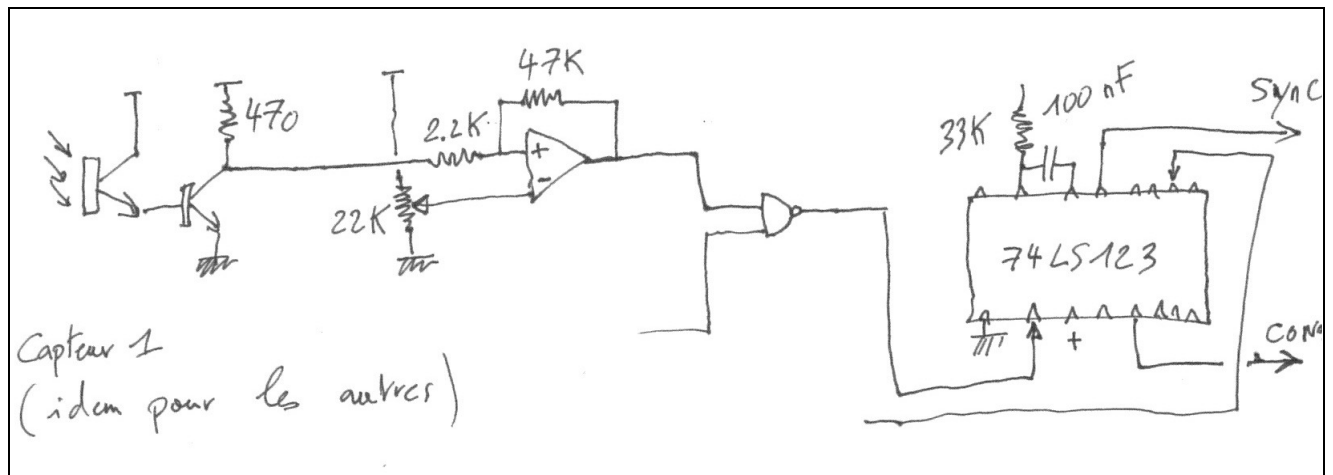 47K
470
2.2K
22K
33K
100 nF
Sync
74LS123
+
-
+
Capteur 1
(idem pour les autres)